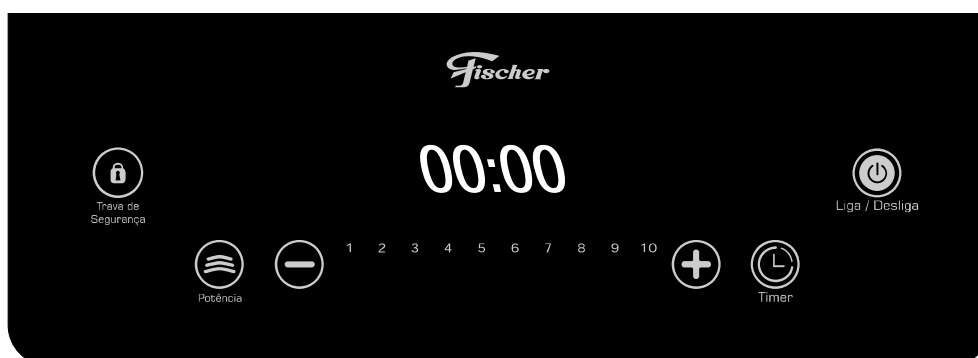 Fischer
00:00
Trava de
Segurança
Liga / Desliga
1 2 3 4 5 6 7 8 9 10
Potência
Timer